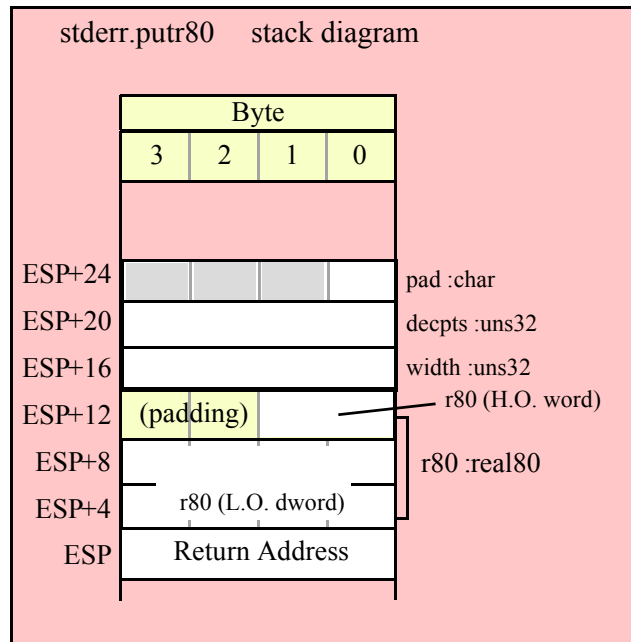 stderr.putr80 stack diagram
Byte
3 2 1 0
ESP+24 pad :char
ESP+20 decpts :uns32
ESP+16 width :uns32
ESP+12 (padding) r80 (H.O. word)
ESP+8 r80 :real80
ESP+4 r80 (L.O. dword)
ESP Return Address